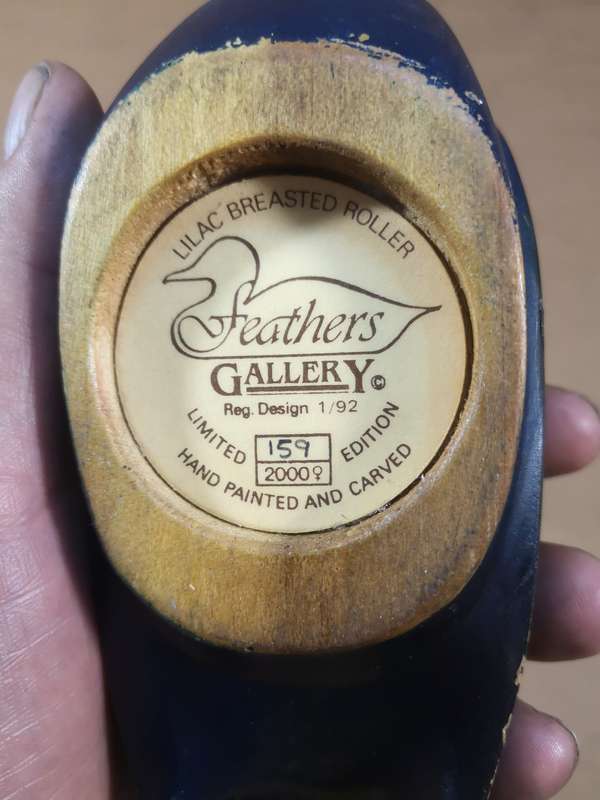 LILAC BREASTED ROLLER
Feathers
GALLERY©
Reg. Design 1/92
LIMITED EDITION
159
2000♀
HAND PAINTED AND CARVED